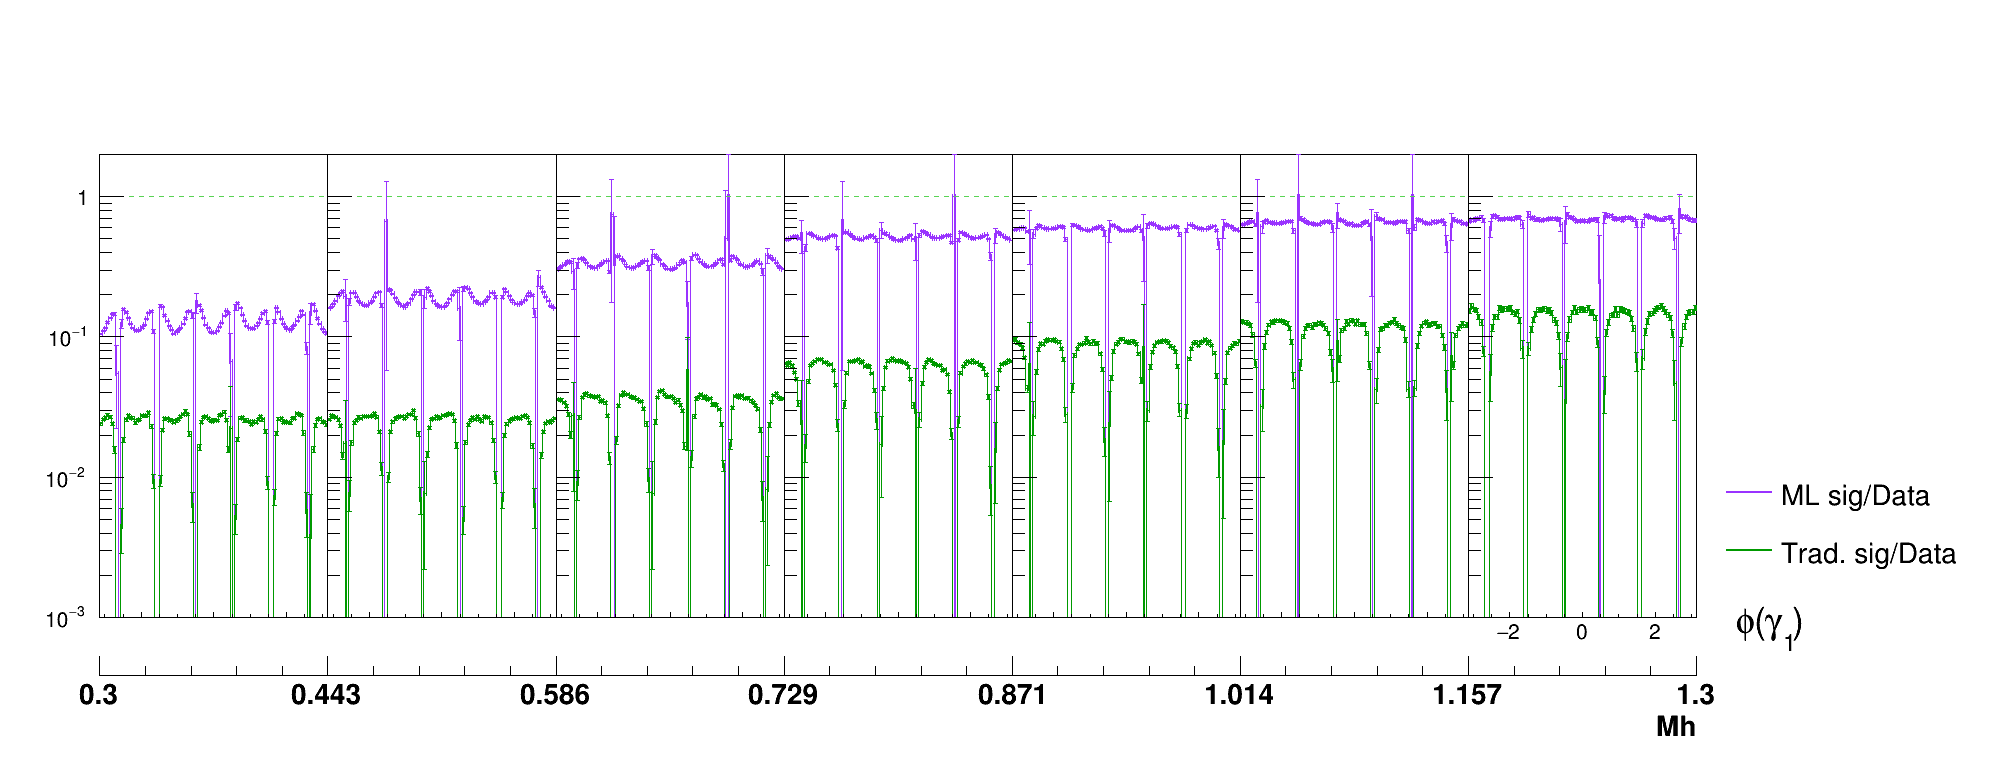 1
10⁻¹
10⁻²
10⁻³
ML sig/Data
Trad. sig/Data
−2 0 2
ϕ(γ₁)
0.3 0.443 0.586 0.729 0.871 1.014 1.157 1.3
Mh